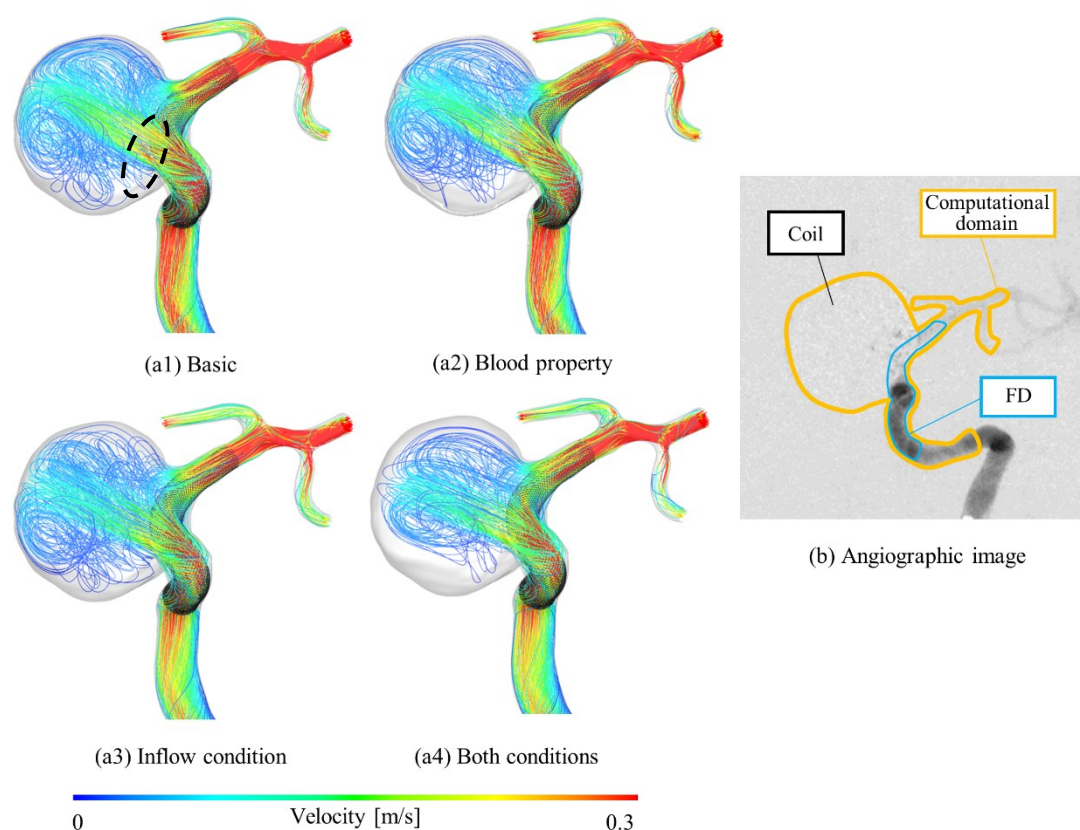 (a1) Basic
(a2) Blood property
(a3) Inflow condition
(a4) Both conditions
0
Velocity [m/s]
0.3
Coil
Computational
domain
FD
(b) Angiographic image